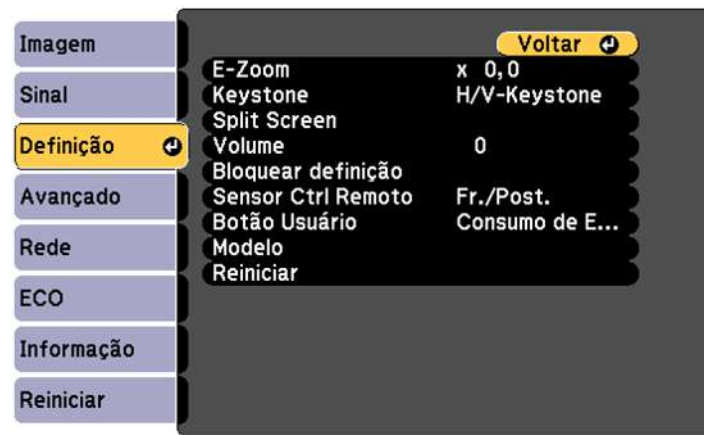 Imagem
Sinal
Definição
Avançado
Rede
ECO
Informação
Reiniciar
Voltar
E-Zoom x 0,0
Keystone H/V-Keystone
Split Screen
Volume 0
Bloquear definição
Sensor Ctrl Remoto Fr./Post.
Botão Usuário Consumo de E...
Modelo
Reiniciar